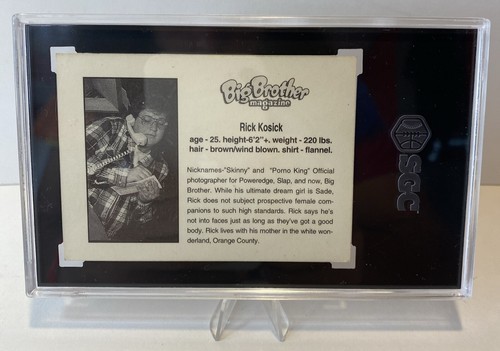 Big Brother
magazine
Rick Kosick
age - 25. height-6'2"+. weight - 220 lbs.
hair - brown/wind blown. shirt - flannel.
Nicknames-"Skinny" and "Porno King" Official
photographer for Poweredge, Slap, and now, Big
Brother. While his ultimate dream girl is Sade,
Rick does not subject prospective female com-
panions to such high standards. Rick says he's
not into faces just as long as they've got a good
body. Rick lives with his mother in the white won-
derland, Orange County.
SGC